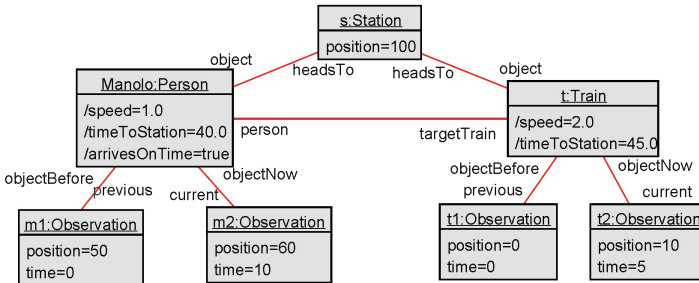 s:Station
position=100
object
headsTo
headsTo
object
Manolo:Person
/speed=1.0
/timeToStation=40.0
/arrivesOnTime=true
person
targetTrain
t:Train
/speed=2.0
/timeToStation=45.0
objectBefore
previous
objectNow
current
objectBefore
previous
objectNow
current
m1:Observation
position=50
time=0
m2:Observation
position=60
time=10
t1:Observation
position=0
time=0
t2:Observation
position=10
time=5